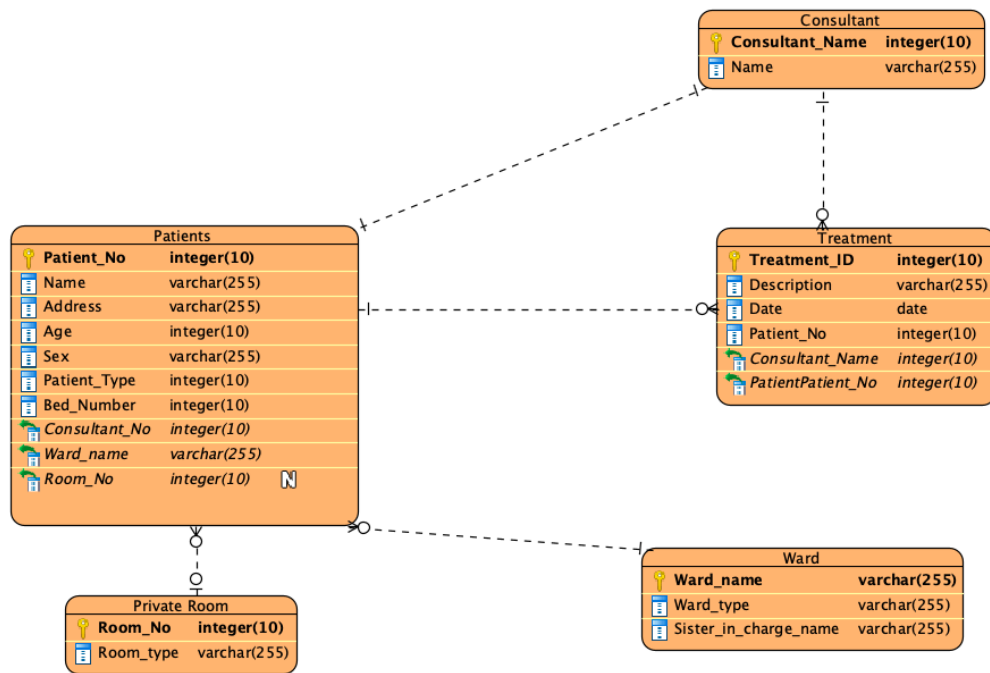 Consultant
Consultant_Name integer(10)
Name varchar(255)
Patients
Patient_No integer(10)
Name varchar(255)
Address varchar(255)
Age integer(10)
Sex varchar(255)
Patient_Type integer(10)
Bed_Number integer(10)
Consultant_No integer(10)
Ward_name varchar(255)
Room_No integer(10) N
Treatment
Treatment_ID integer(10)
Description varchar(255)
Date date
Patient_No integer(10)
Consultant_Name integer(10)
PatientPatient_No integer(10)
Private Room
Room_No integer(10)
Room_type varchar(255)
Ward
Ward_name varchar(255)
Ward_type varchar(255)
Sister_in_charge_name varchar(255)